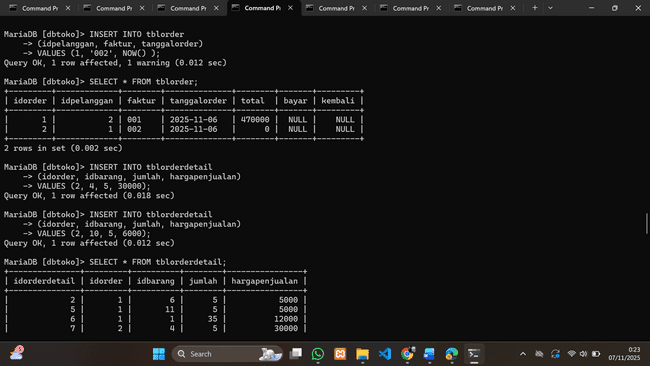 Command Pr
Command Pr
Command Pr
Command Pr
Command Pr
Command Pr
Command Pr
MariaDB [dbtoko]> INSERT INTO tblorder
    -> (idpelanggan, faktur, tanggalorder)
    -> VALUES (1, '002', NOW() );
Query OK, 1 row affected, 1 warning (0.012 sec)
MariaDB [dbtoko]> SELECT * FROM tblorder;
+---------+-------------+--------+--------------+--------+-------+---------+
| idorder | idpelanggan | faktur | tanggalorder | total  | bayar | kembali |
+---------+-------------+--------+--------------+--------+-------+---------+
|       1 |           2 | 001    | 2025-11-06   | 470000 |  NULL |    NULL |
|       2 |           1 | 002    | 2025-11-06   |      0 |  NULL |    NULL |
+---------+-------------+--------+--------------+--------+-------+---------+
2 rows in set (0.002 sec)
MariaDB [dbtoko]> INSERT INTO tblorderdetail
    -> (idorder, idbarang, jumlah, hargapenjualan)
    -> VALUES (2, 4, 5, 30000);
Query OK, 1 row affected (0.018 sec)
MariaDB [dbtoko]> INSERT INTO tblorderdetail
    -> (idorder, idbarang, jumlah, hargapenjualan)
    -> VALUES (2, 10, 5, 6000);
Query OK, 1 row affected (0.012 sec)
MariaDB [dbtoko]> SELECT * FROM tblorderdetail;
+---------------+---------+----------+--------+----------------+
| idorderdetail | idorder | idbarang | jumlah | hargapenjualan |
+---------------+---------+----------+--------+----------------+
|             2 |       1 |        6 |      5 |           5000 |
|             5 |       1 |       11 |      5 |           5000 |
|             6 |       1 |        1 |     35 |          12000 |
|             7 |       2 |        4 |      5 |          30000 |
Search
0:23
07/11/2025